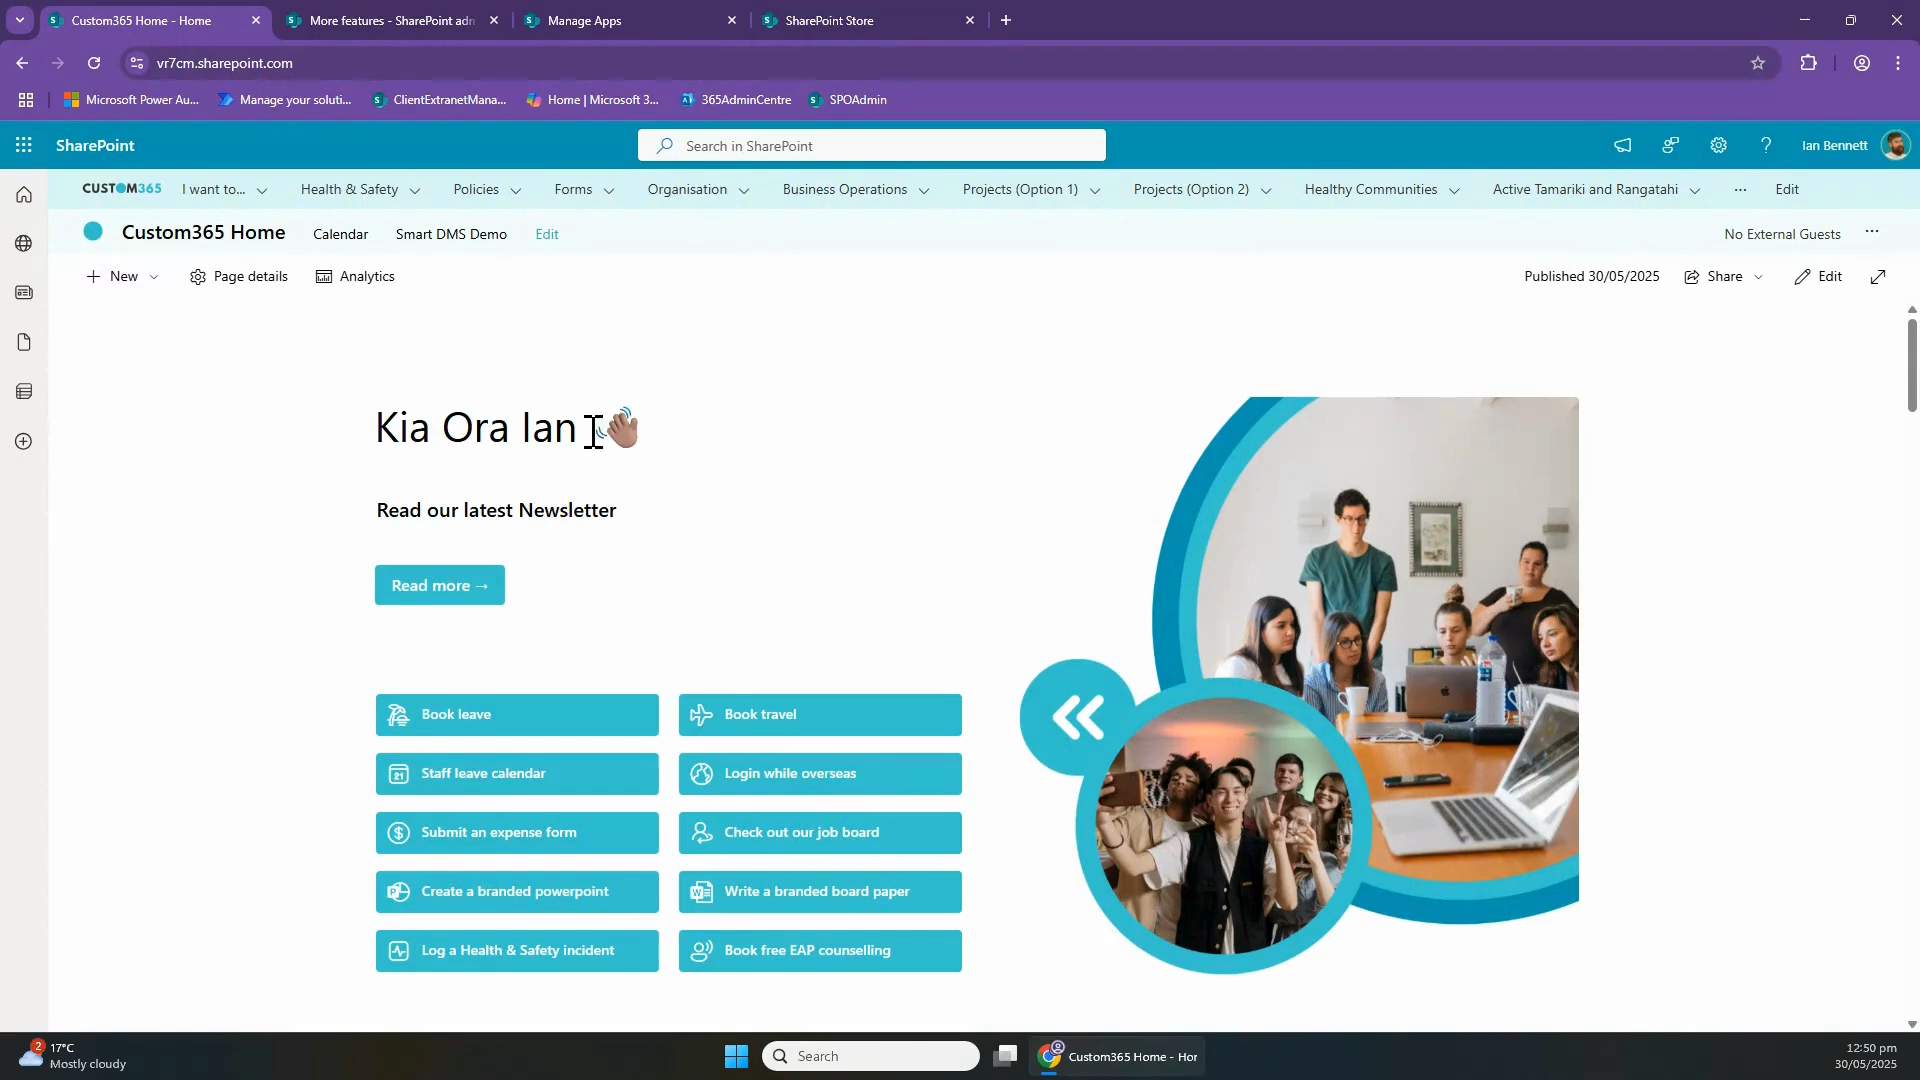 Custom365 Home - Home
More features - SharePoint adm
Manage Apps
SharePoint Store
vr7cm.sharepoint.com
Microsoft Power Au...
Manage your soluti...
ClientExtranetMana...
Home | Microsoft 3...
365AdminCentre
SPOAdmin
SharePoint
Search in SharePoint
Ian Bennett
CUSTOM365
I want to...
Health & Safety
Policies
Forms
Organisation
Business Operations
Projects (Option 1)
Projects (Option 2)
Healthy Communities
Active Tamariki and Rangatahi
...
Edit
Custom365 Home
Calendar
Smart DMS Demo
Edit
No External Guests
...
New
Page details
Analytics
Published 30/05/2025
Share
Edit
Kia Ora Ian 👋🏽
Read our latest Newsletter
Read more →
Book leave
Book travel
21
Staff leave calendar
Login while overseas
$
Submit an expense form
Check out our job board
P
Create a branded powerpoint
W
Write a branded board paper
Log a Health & Safety incident
Book free EAP counselling
2
17°C
Mostly cloudy
Search
Custom365 Home - Hor
12:50 pm
30/05/2025